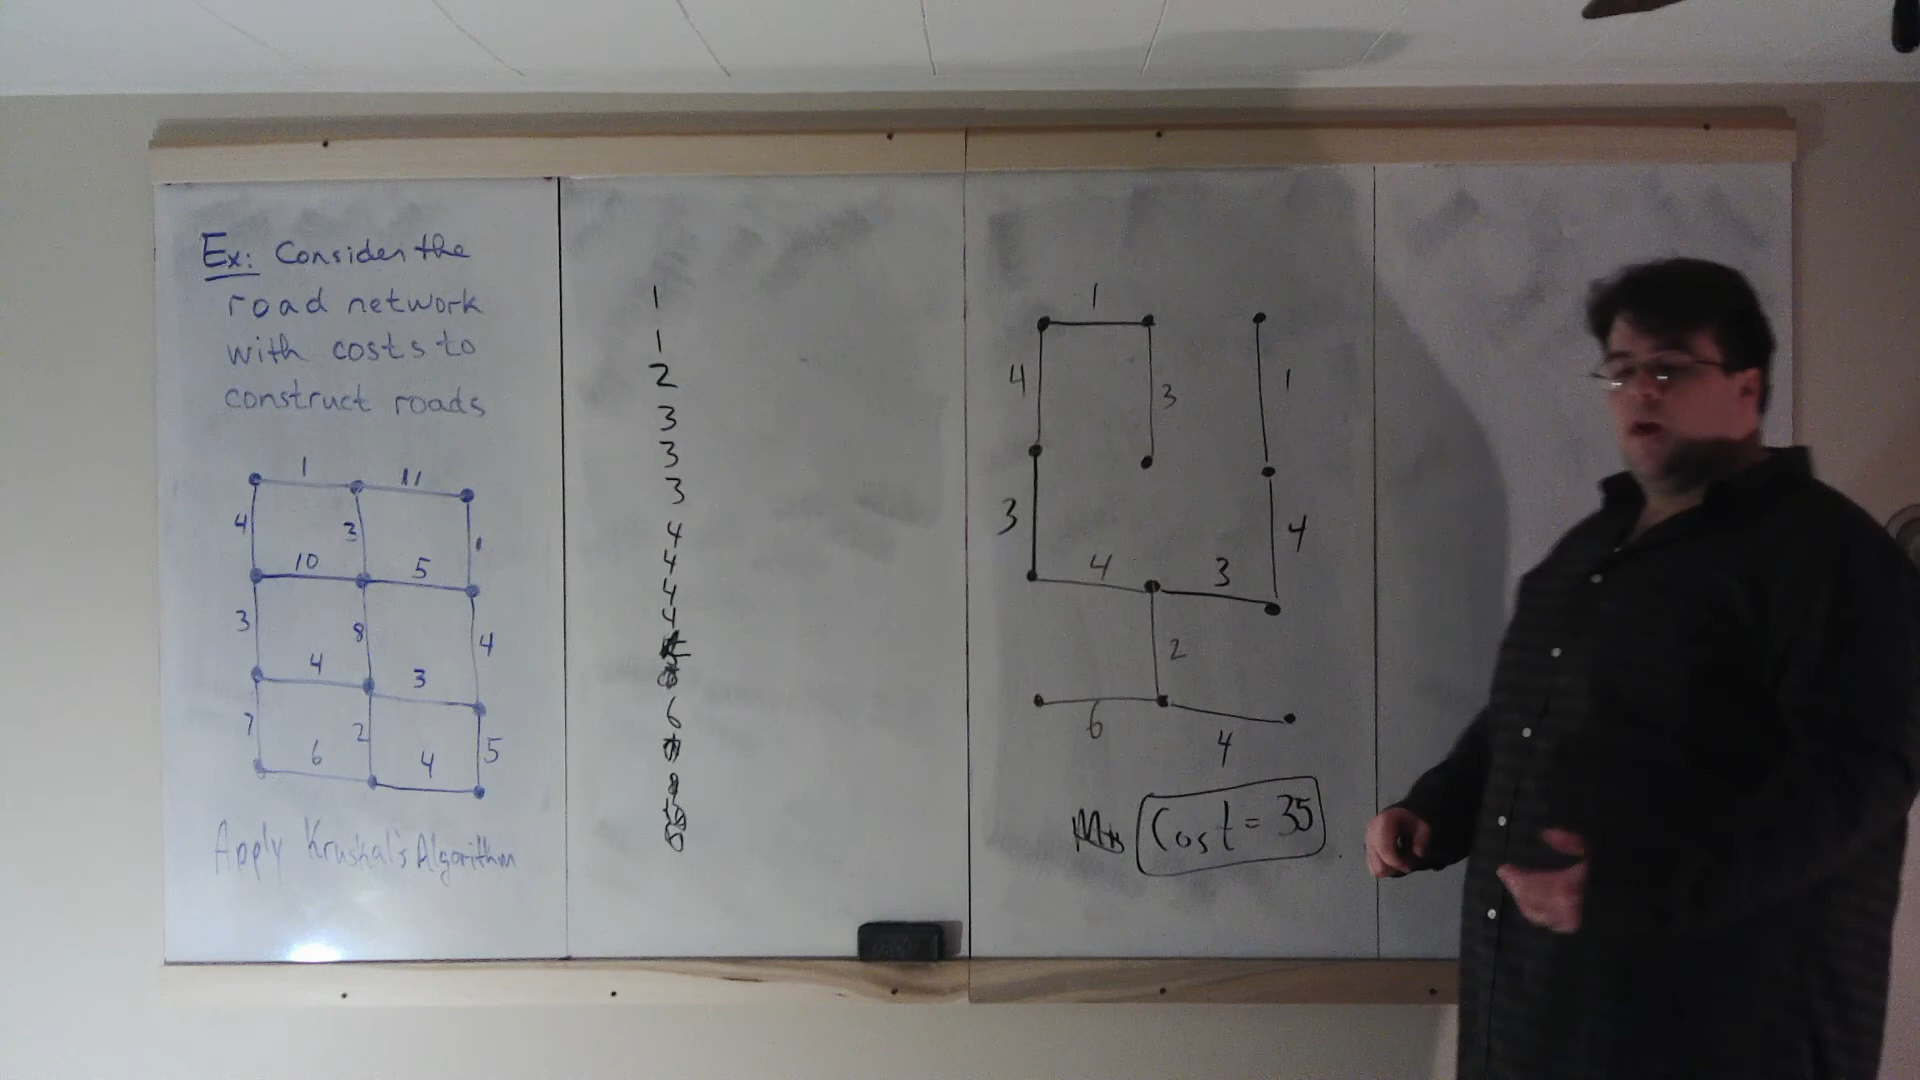 Ex: Consider the
road network
with costs to
construct roads
1 11
4 3 1
10 5
3 8 4
4 3
7 2 5
6 4
Apply Kruskal's Algorithm
1
1
2
3
3
3
4
4
4
4
6
1
4 3 1
3 4
4 3
2
6
4
Cost = 35